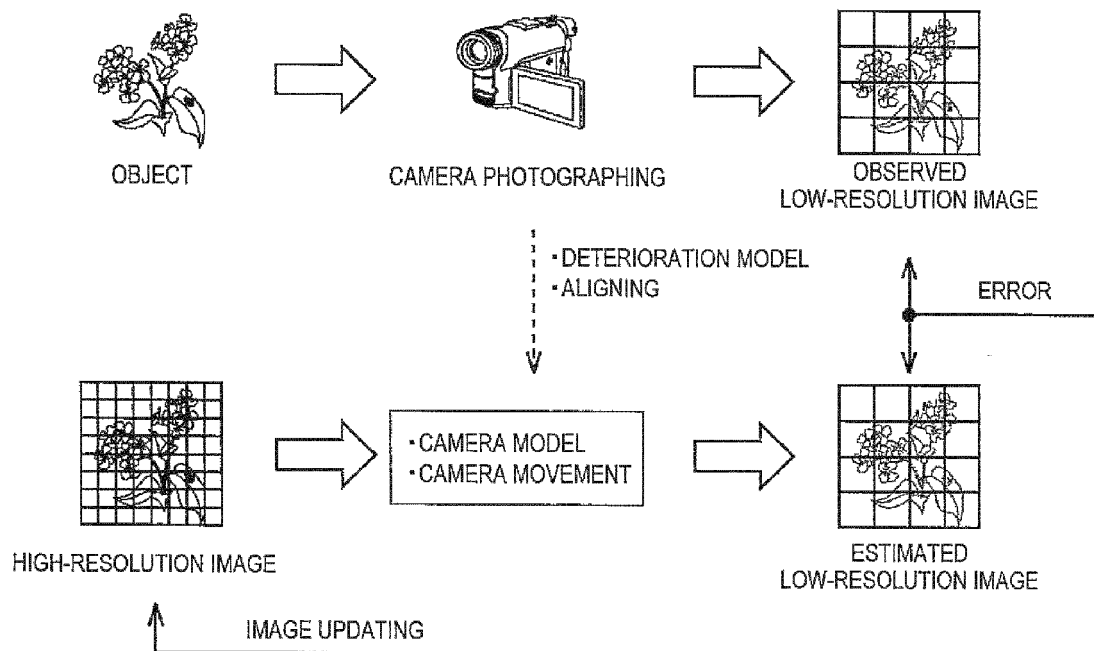 OBJECT
CAMERA PHOTOGRAPHING
OBSERVED
LOW-RESOLUTION IMAGE
・DETERIORATION MODEL
・ALIGNING
ERROR
・CAMERA MODEL
・CAMERA MOVEMENT
HIGH-RESOLUTION IMAGE
ESTIMATED
LOW-RESOLUTION IMAGE
IMAGE UPDATING